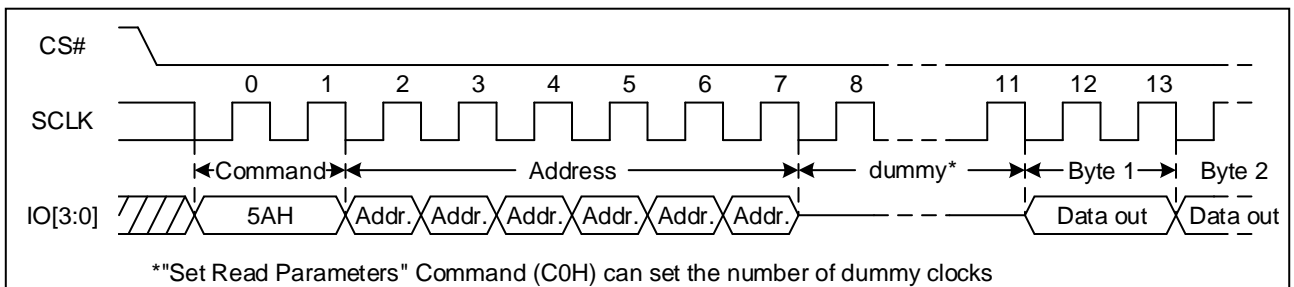 CS#
0 1 2 3 4 5 6 7 8 11 12 13
SCLK
Command Address dummy* Byte 1 Byte 2
IO[3:0] 5AH Addr. Addr. Addr. Addr. Addr. Addr. Data out Data out
*"Set Read Parameters" Command (C0H) can set the number of dummy clocks